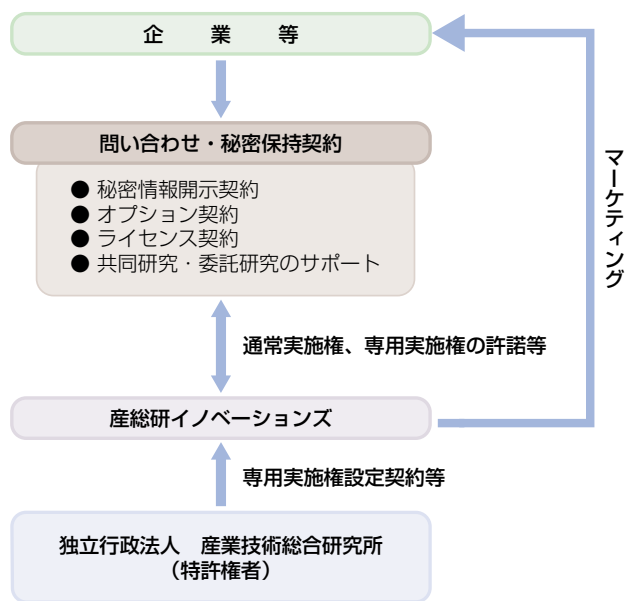 企　業　等
問い合わせ・秘密保持契約
● 秘密情報開示契約
● オプション契約
● ライセンス契約
● 共同研究・委託研究のサポート
マーケティング
通常実施権、専用実施権の許諾等
産総研イノベーションズ
専用実施権設定契約等
独立行政法人　産業技術総合研究所
（特許権者）